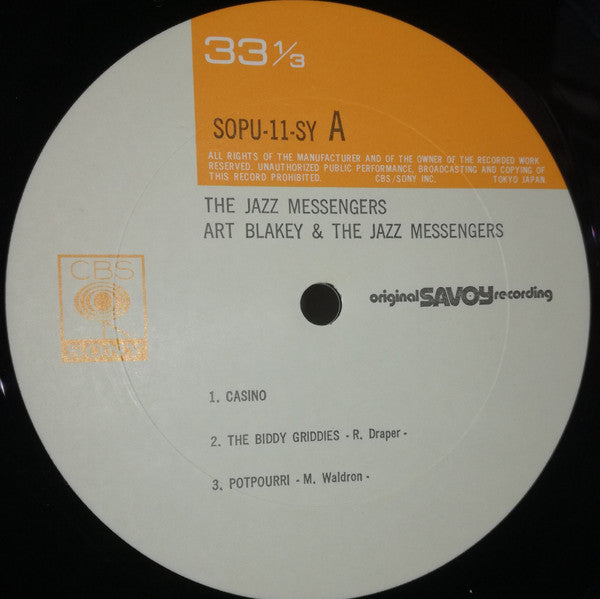 33 1/3
SOPU-11-SY A
ALL RIGHTS OF THE MANUFACTURER AND OF THE OWNER OF THE RECORDED WORK
RESERVED. UNAUTHORIZED PUBLIC PERFORMANCE, BROADCASTING AND COPYING OF
THIS RECORD PROHIBITED. CBS/SONY INC. TOKYO JAPAN
THE JAZZ MESSENGERS
ART BLAKEY & THE JAZZ MESSENGERS
CBS
original SAVOY recording
1. CASINO
2. THE BIDDY GRIDDIES - R. Draper -
3. POTPOURRI - M. Waldron -